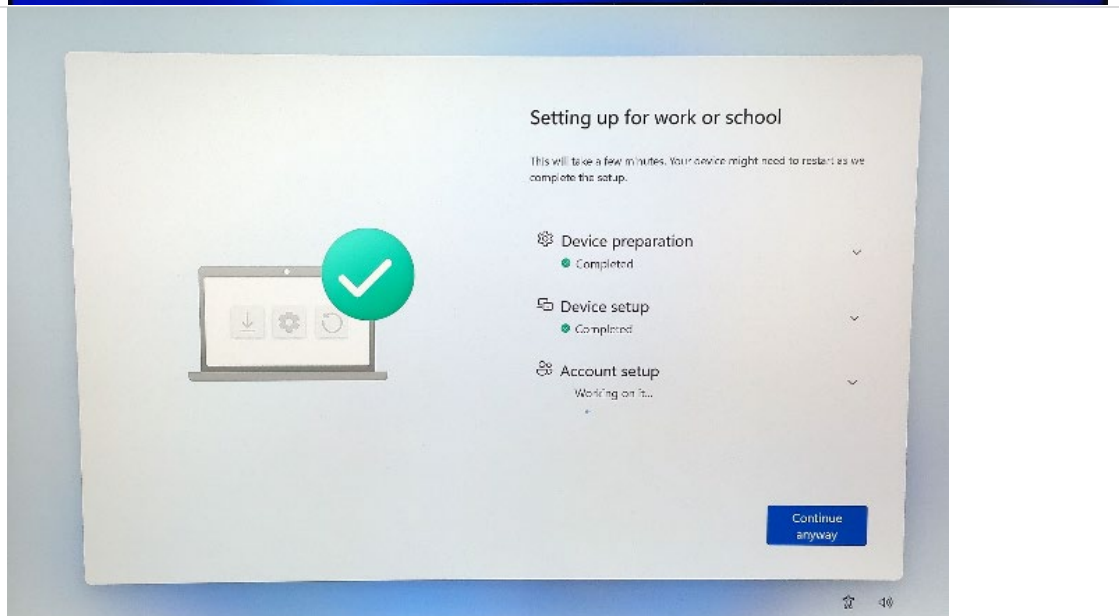 Setting up for work or school
This will take a few minutes. Your device might need to restart as we
complete the setup.
Device preparation
Completed
Device setup
Completed
Account setup
Working on it...
Continue
anyway